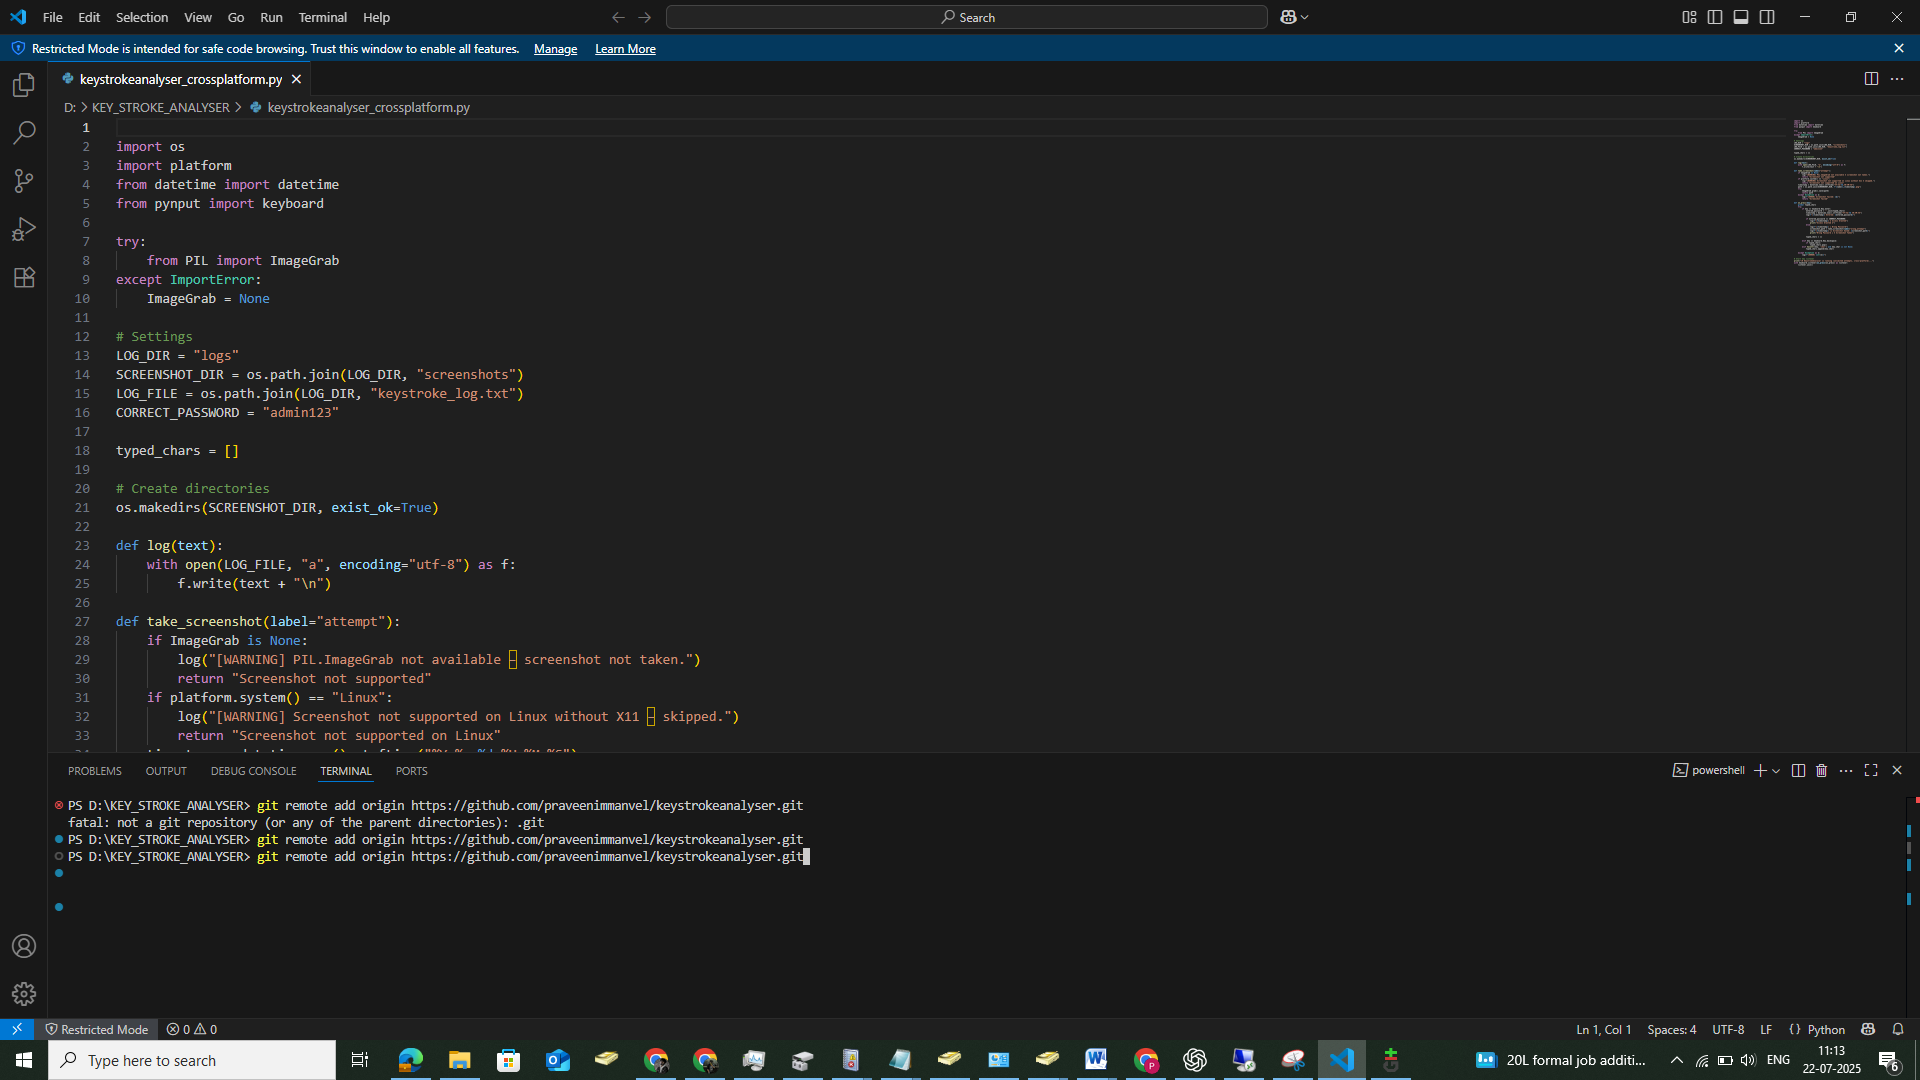 File Edit Selection View Go Run Terminal Help
Search
Restricted Mode is intended for safe code browsing. Trust this window to enable all features. Manage Learn More
keystrokeanalyser_crossplatform.py
D: > KEY_STROKE_ANALYSER > keystrokeanalyser_crossplatform.py
1
2 import os
3 import platform
4 from datetime import datetime
5 from pynput import keyboard
6
7 try:
8 from PIL import ImageGrab
9 except ImportError:
10 ImageGrab = None
11
12 # Settings
13 LOG_DIR = "logs"
14 SCREENSHOT_DIR = os.path.join(LOG_DIR, "screenshots")
15 LOG_FILE = os.path.join(LOG_DIR, "keystroke_log.txt")
16 CORRECT_PASSWORD = "admin123"
17
18 typed_chars = []
19
20 # Create directories
21 os.makedirs(SCREENSHOT_DIR, exist_ok=True)
22
23 def log(text):
24 with open(LOG_FILE, "a", encoding="utf-8") as f:
25 f.write(text + "\n")
26
27 def take_screenshot(label="attempt"):
28 if ImageGrab is None:
29 log("[WARNING] PIL.ImageGrab not available – screenshot not taken.")
30 return "Screenshot not supported"
31 if platform.system() == "Linux":
32 log("[WARNING] Screenshot not supported on Linux without X11 – skipped.")
33 return "Screenshot not supported on Linux"
PROBLEMS OUTPUT DEBUG CONSOLE TERMINAL PORTS
powershell
PS D:\KEY_STROKE_ANALYSER> git remote add origin https://github.com/praveenimmanvel/keystrokeanalyser.git
fatal: not a git repository (or any of the parent directories): .git
PS D:\KEY_STROKE_ANALYSER> git remote add origin https://github.com/praveenimmanvel/keystrokeanalyser.git
PS D:\KEY_STROKE_ANALYSER> git remote add origin https://github.com/praveenimmanvel/keystrokeanalyser.git
Restricted Mode 0 0
Ln 1, Col 1 Spaces: 4 UTF-8 LF {} Python
Type here to search
20L formal job additi...
ENG
11:13
22-07-2025
6